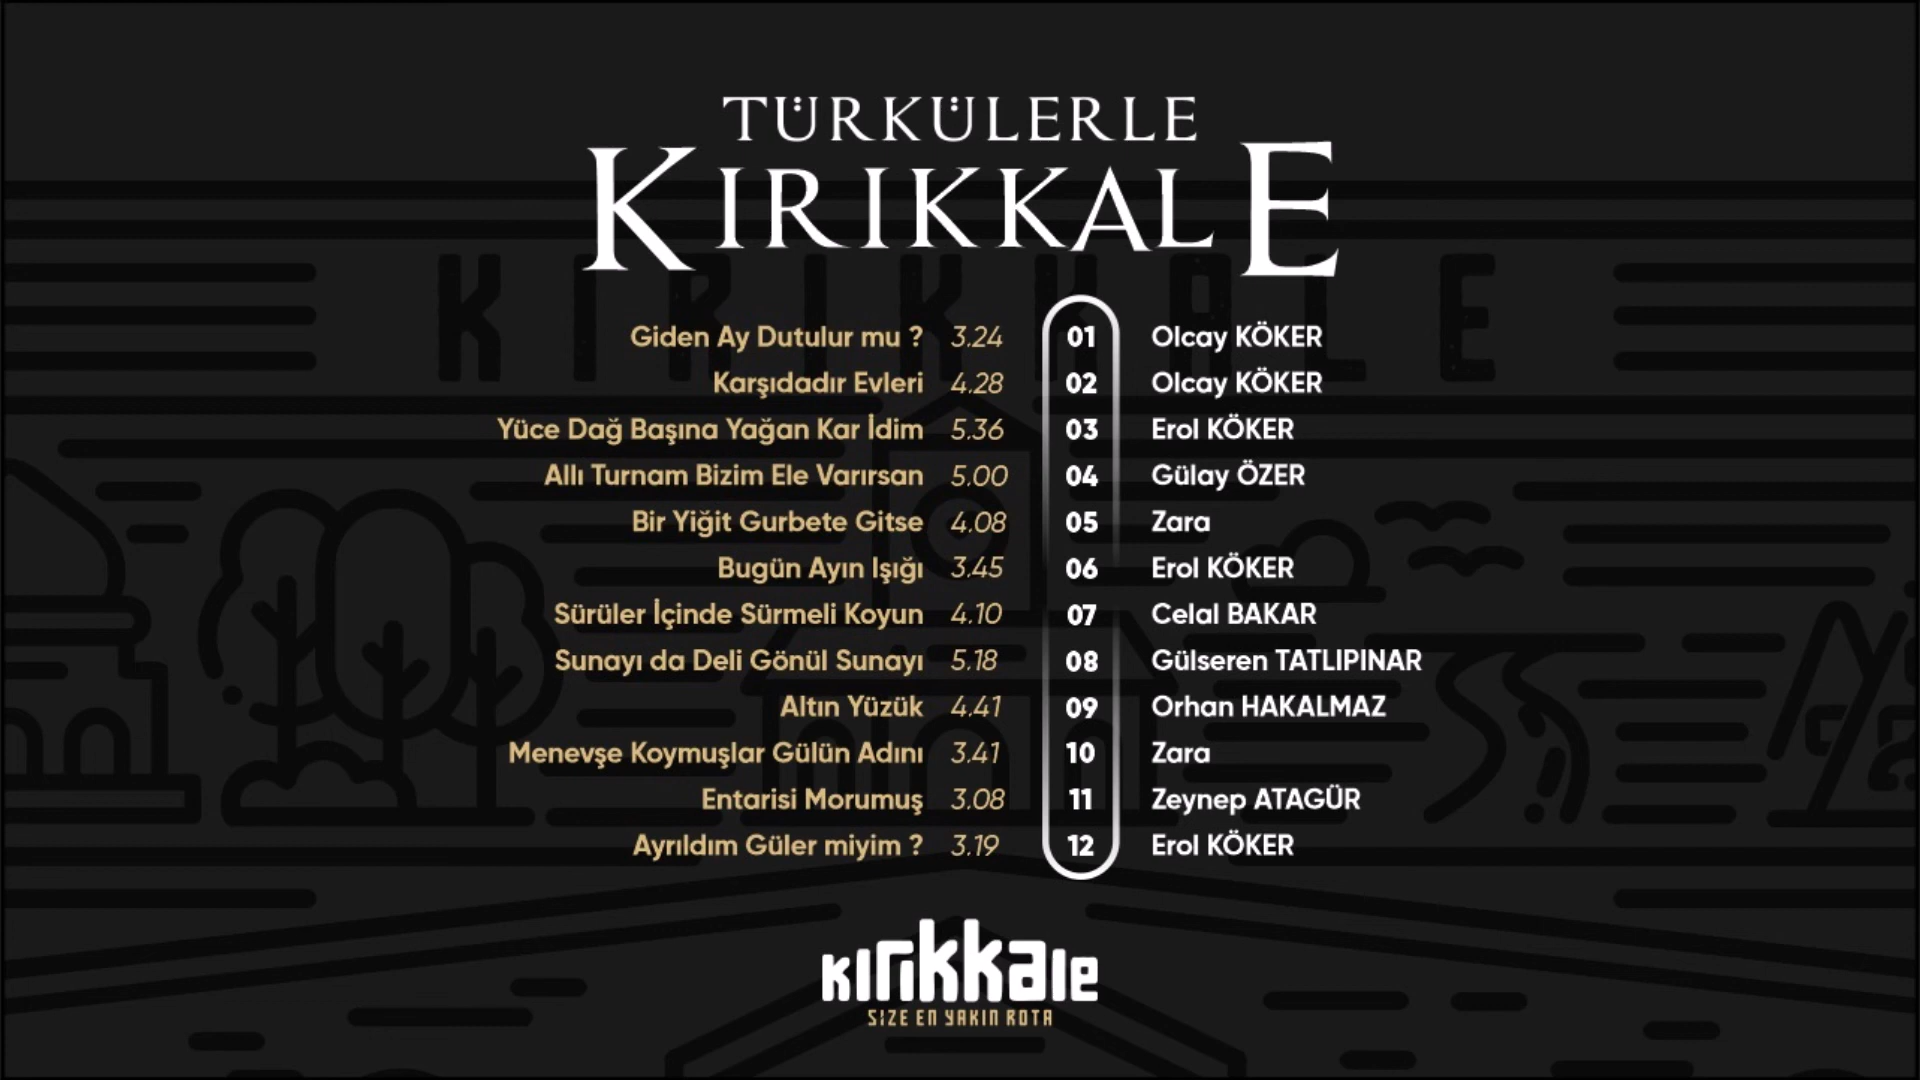 TÜRKÜLERLE
KIRIKKALE
KIRIKKALE
Giden Ay Dutulur mu ? 3.24 01 Olcay KÖKER
Karşıdadır Evleri 4.28 02 Olcay KÖKER
Yüce Dağ Başına Yağan Kar İdim 5.36 03 Erol KÖKER
Allı Turnam Bizim Ele Varırsan 5.00 04 Gülay ÖZER
Bir Yiğit Gurbete Gitse 4.08 05 Zara
Bugün Ayın Işığı 3.45 06 Erol KÖKER
Sürüler İçinde Sürmeli Koyun 4.10 07 Celal BAKAR
Sunayı da Deli Gönül Sunayı 5.18 08 Gülseren TATLIPINAR
Altın Yüzük 4.41 09 Orhan HAKALMAZ
Menevşe Koymuşlar Gülün Adını 3.41 10 Zara
Entarisi Morumuş 3.08 11 Zeynep ATAGÜR
Ayrıldım Güler miyim ? 3.19 12 Erol KÖKER
kırıkkale
SIZE EN YAKIN ROTA